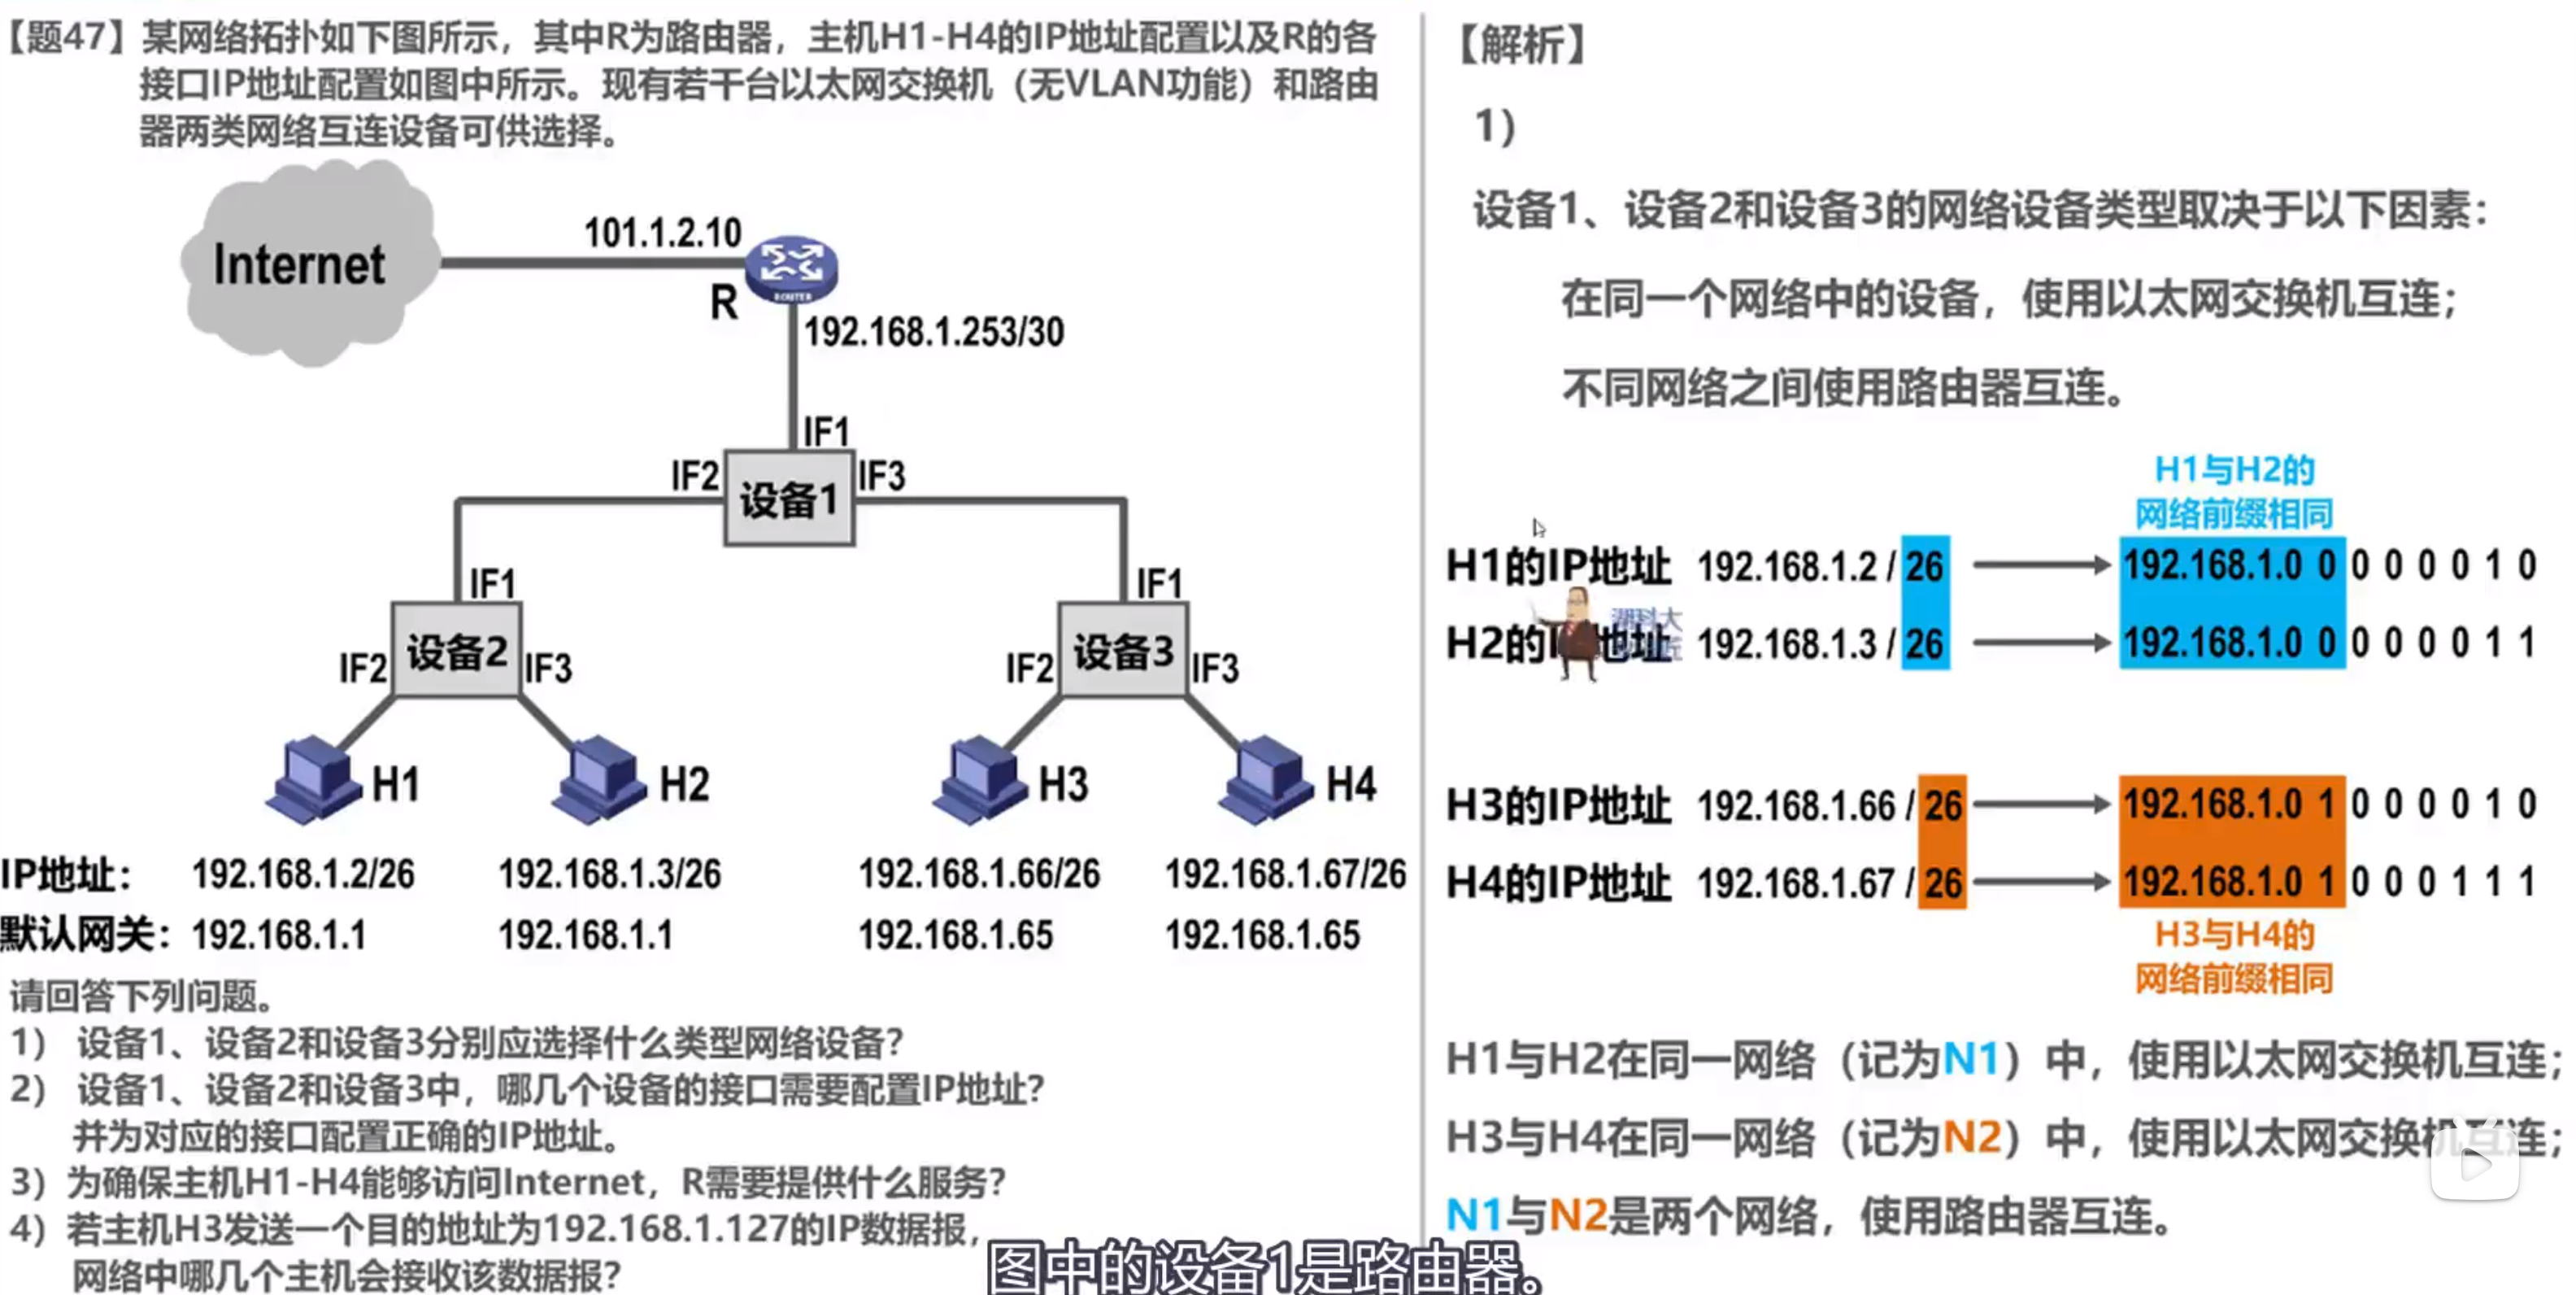 【题47】某网络拓扑如下图所示，其中R为路由器，主机H1-H4的IP地址配置以及R的各
接口IP地址配置如图中所示。现有若干台以太网交换机（无VLAN功能）和路由
器两类网络互连设备可供选择。
Internet
101.1.2.10
ROUTER
R
192.168.1.253/30
IF1
IF2
设备1
IF3
IF1
IF1
设备2
设备3
IF2
IF3
IF2
IF3
H1
H2
H3
H4
IP地址： 192.168.1.2/26 192.168.1.3/26 192.168.1.66/26 192.168.1.67/26
默认网关：192.168.1.1 192.168.1.1 192.168.1.65 192.168.1.65
请回答下列问题。
1） 设备1、设备2和设备3分别应选择什么类型网络设备？
2） 设备1、设备2和设备3中，哪几个设备的接口需要配置IP地址？
并为对应的接口配置正确的IP地址。
3）为确保主机H1-H4能够访问Internet，R需要提供什么服务？
4）若主机H3发送一个目的地址为192.168.1.127的IP数据报，
网络中哪几个主机会接收该数据报？
【解析】
1）
设备1、设备2和设备3的网络设备类型取决于以下因素：
在同一个网络中的设备，使用以太网交换机互连；
不同网络之间使用路由器互连。
H1与H2的
网络前缀相同
H1的IP地址 192.168.1.2 / 26 192.168.1.0 0 0 0 0 0 1 0
H2的I 地址 192.168.1.3 / 26 192.168.1.0 0 0 0 0 0 1 1
H3的IP地址 192.168.1.66 / 26 192.168.1.0 1 0 0 0 0 1 0
H4的IP地址 192.168.1.67 / 26 192.168.1.0 1 0 0 0 1 1 1
H3与H4的
网络前缀相同
H1与H2在同一网络（记为N1）中，使用以太网交换机互连；
H3与H4在同一网络（记为N2）中，使用以太网交换机互连；
N1与N2是两个网络，使用路由器互连。
图中的设备1是路由器。